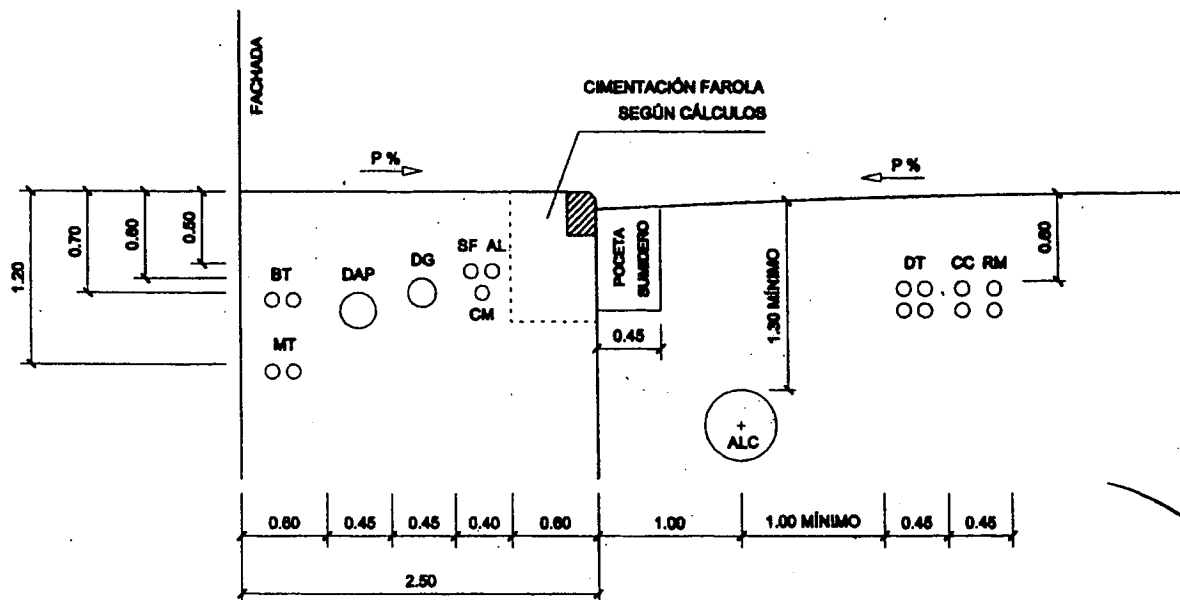 FACHADA
CIMENTACIÓN FAROLA
SEGÚN CÁLCULOS
P %
P %
1.20
0.70
0.60
0.50
BT
DAP
DG
SF AL
CM
MT
POCETA
SUMIDERO
0.45
1.30 MÍNIMO
DT CC RM
0.60
ALC
0.60
0.45
0.45
0.40
0.60
1.00
1.00 MÍNIMO
0.45
0.45
2.50